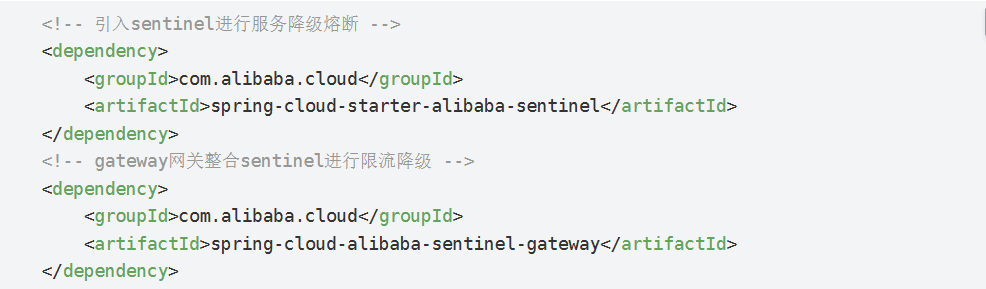 <!-- 引入sentinel进行服务降级熔断 -->
<dependency>
    <groupId>com.alibaba.cloud</groupId>
    <artifactId>spring-cloud-starter-alibaba-sentinel</artifactId>
</dependency>
<!-- gateway网关整合sentinel进行限流降级 -->
<dependency>
    <groupId>com.alibaba.cloud</groupId>
    <artifactId>spring-cloud-alibaba-sentinel-gateway</artifactId>
</dependency>